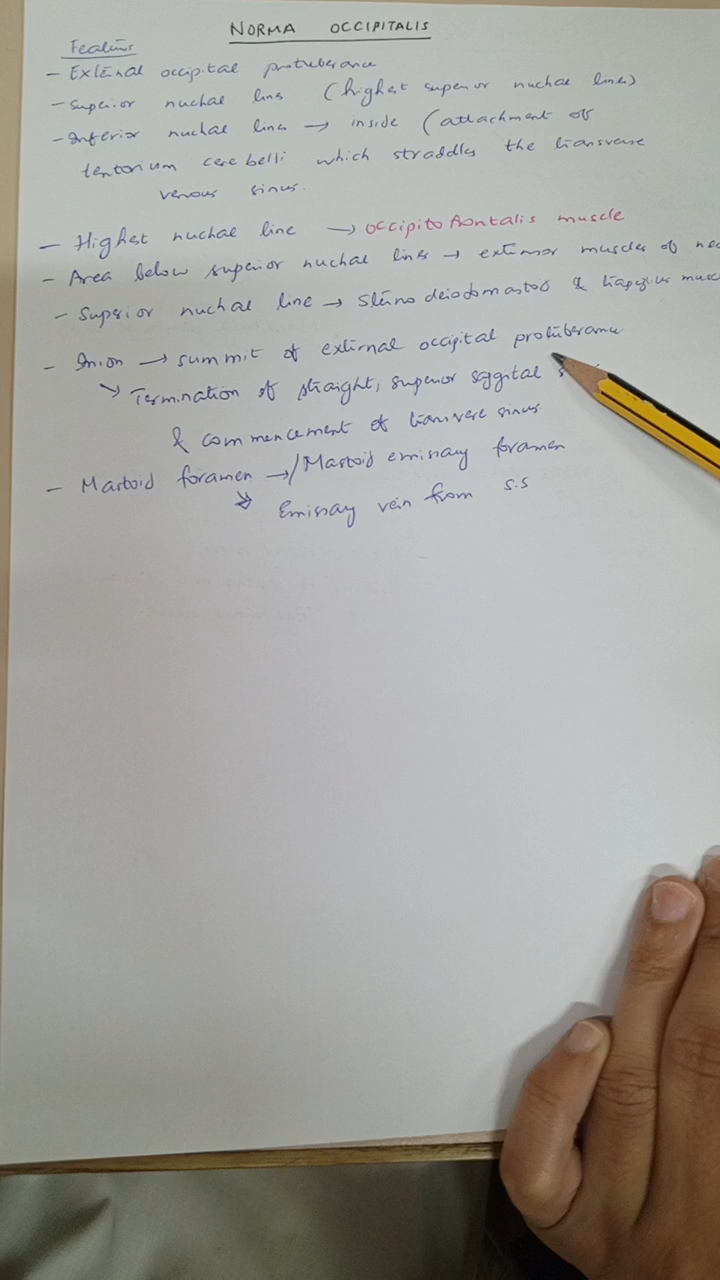 NORMA OCCIPITALIS
Features
- External occipital protuberance
- Superior nuchal line (highest superior nuchal line)
- Inferior nuchal line → inside (attachment of
tentorium cerebelli which straddles the transverse
venous sinus.
- Highest nuchal line → occipitofrontalis muscle
- Area below superior nuchal line → extensor muscles of
- Superior nuchal line → & trapezius
- Inion → summit of external occipital protuberance
↘ Termination of straight, superior saggital
& commencement of transverse sinus.
- Mastoid foramen → / Mastoid emissary foramen
Emissary vein from S.S